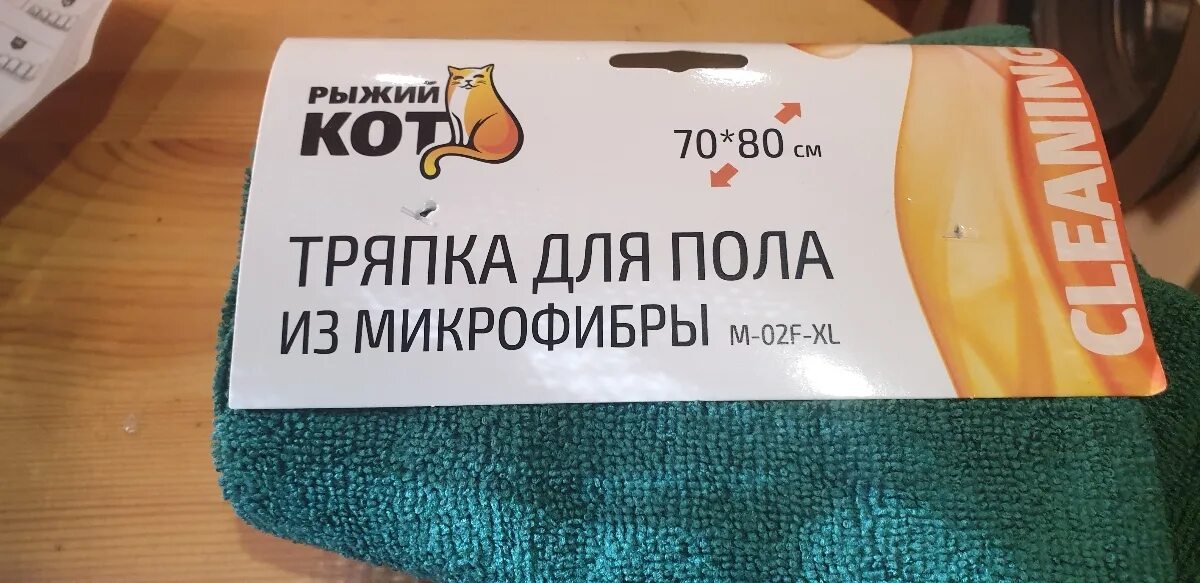 РЫЖИЙ
КОТ
70*80 см
ТРЯПКА ДЛЯ ПОЛА
ИЗ МИКРОФИБРЫ M-02F-XL
CLEANING